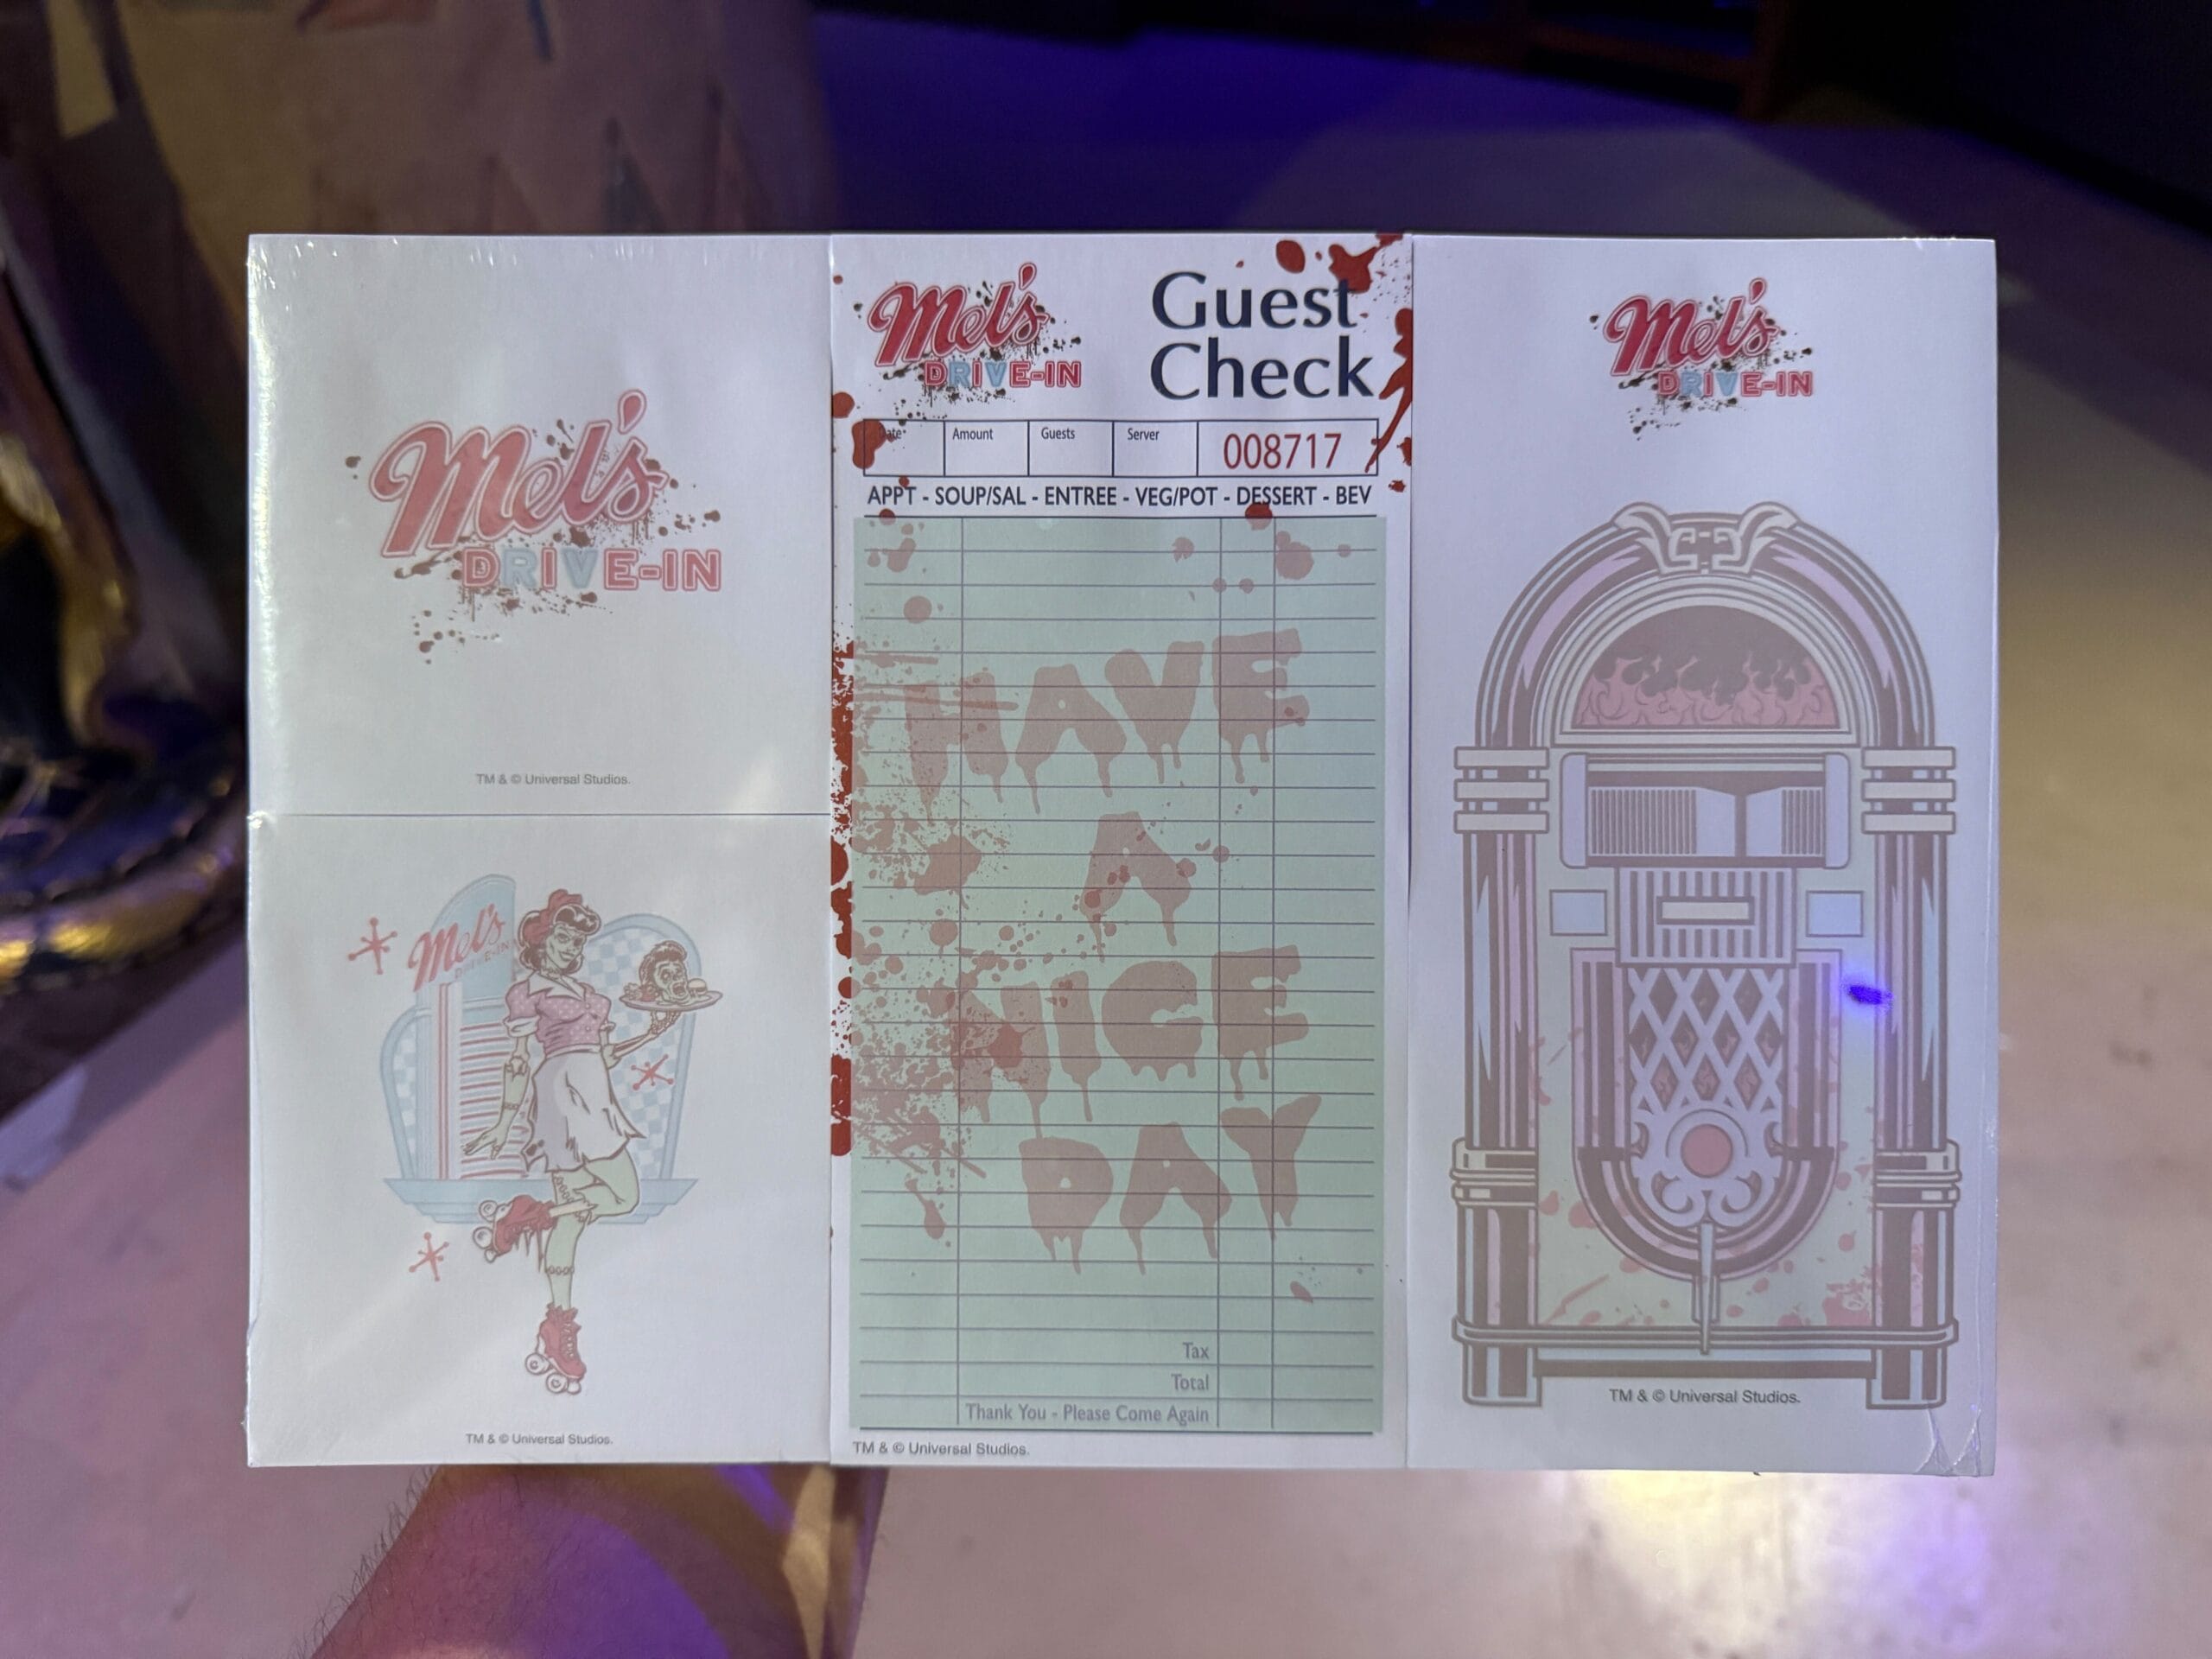 Mel's
DRIVE-IN
TM & © Universal Studios.
Mel's
DRIVE-IN
TM & © Universal Studios.
Mel's
DRIVE-IN
Guest
Check
Date
Amount
Guests
Server
008717
APPT - SOUP/SAL - ENTREE - VEG/POT - DESSERT - BEV
HAVE
A
NICE
DAY
Tax
Total
Thank You - Please Come Again
TM & © Universal Studios.
Mel's
DRIVE-IN
TM & © Universal Studios.